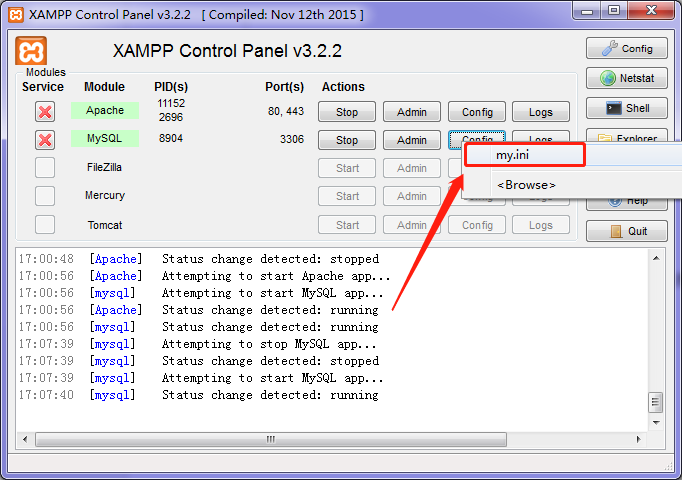 XAMPP Control Panel v3.2.2 [ Compiled: Nov 12th 2015 ]
XAMPP Control Panel v3.2.2
Config
Modules
Service Module PID(s) Port(s) Actions
Netstat
Apache 11152 2696 80, 443 Stop Admin Config Logs
Shell
MySQL 8904 3306 Stop Admin Config Logs
Explorer
my.ini
FileZilla Start Admin
<Browse>
Mercury Start Admin Config Logs
Help
Tomcat Start Admin Config Logs
Quit
17:00:48 [Apache] Status change detected: stopped
17:00:56 [Apache] Attempting to start Apache app...
17:00:56 [mysql] Attempting to start MySQL app...
17:00:56 [Apache] Status change detected: running
17:00:56 [mysql] Status change detected: running
17:07:39 [mysql] Attempting to stop MySQL app...
17:07:39 [mysql] Status change detected: stopped
17:07:39 [mysql] Attempting to start MySQL app...
17:07:40 [mysql] Status change detected: running